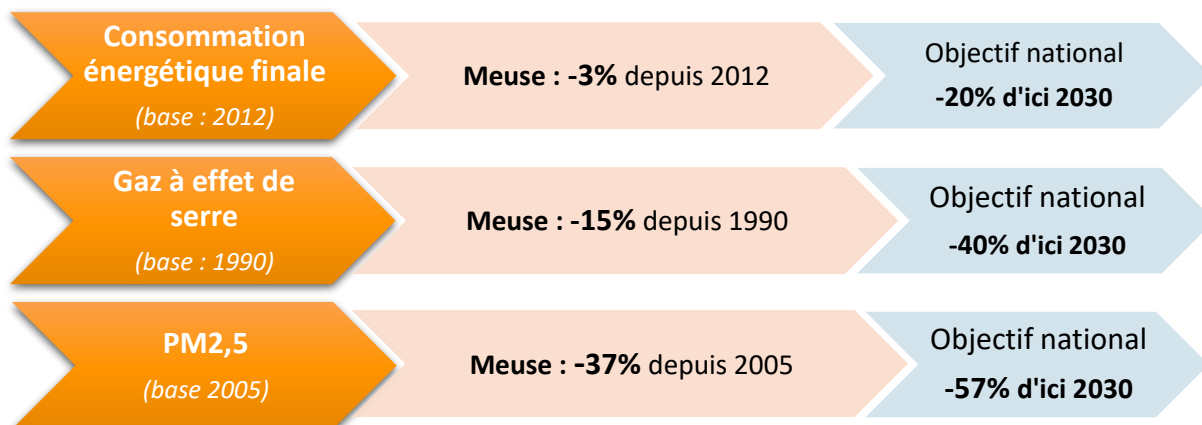 Consommation
énergétique finale
(base : 2012)
Meuse : -3% depuis 2012
Objectif national
-20% d'ici 2030
Gaz à effet de
serre
(base : 1990)
Meuse : -15% depuis 1990
Objectif national
-40% d'ici 2030
PM2,5
(base 2005)
Meuse : -37% depuis 2005
Objectif national
-57% d'ici 2030